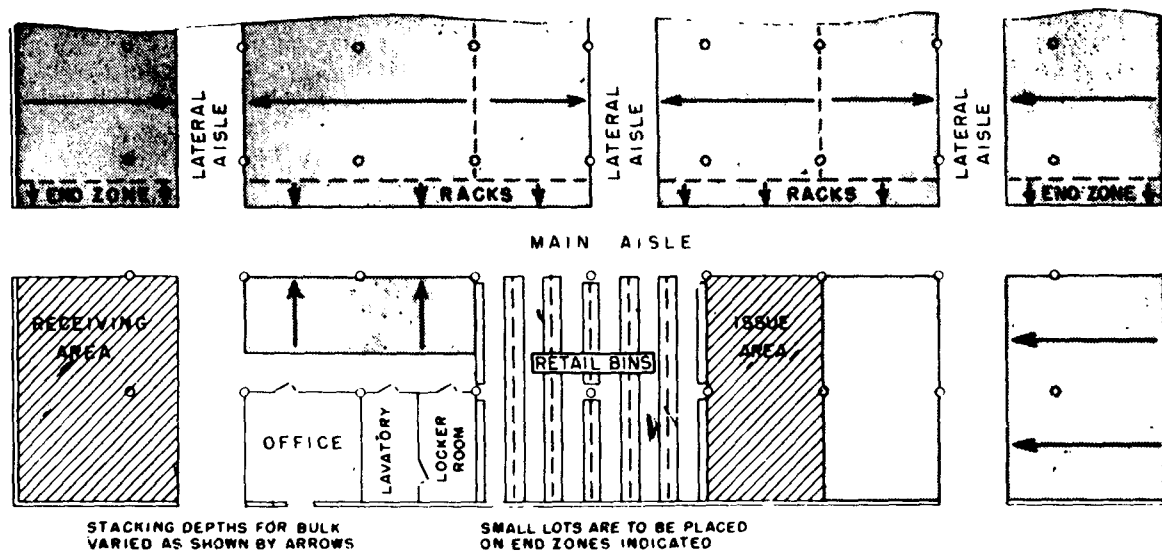 LATERAL
AISLE
LATERAL
AISLE
LATERAL
AISLE
END ZONE
RACKS
RACKS
END ZONE
MAIN AISLE
RECEIVING
AREA
ISSUE
AREA
RETAIL BINS
OFFICE
LAVATORY
LOCKER
ROOM
STACKING DEPTHS FOR BULK
VARIED AS SHOWN BY ARROWS
SMALL LOTS ARE TO BE PLACED
ON END ZONES INDICATED